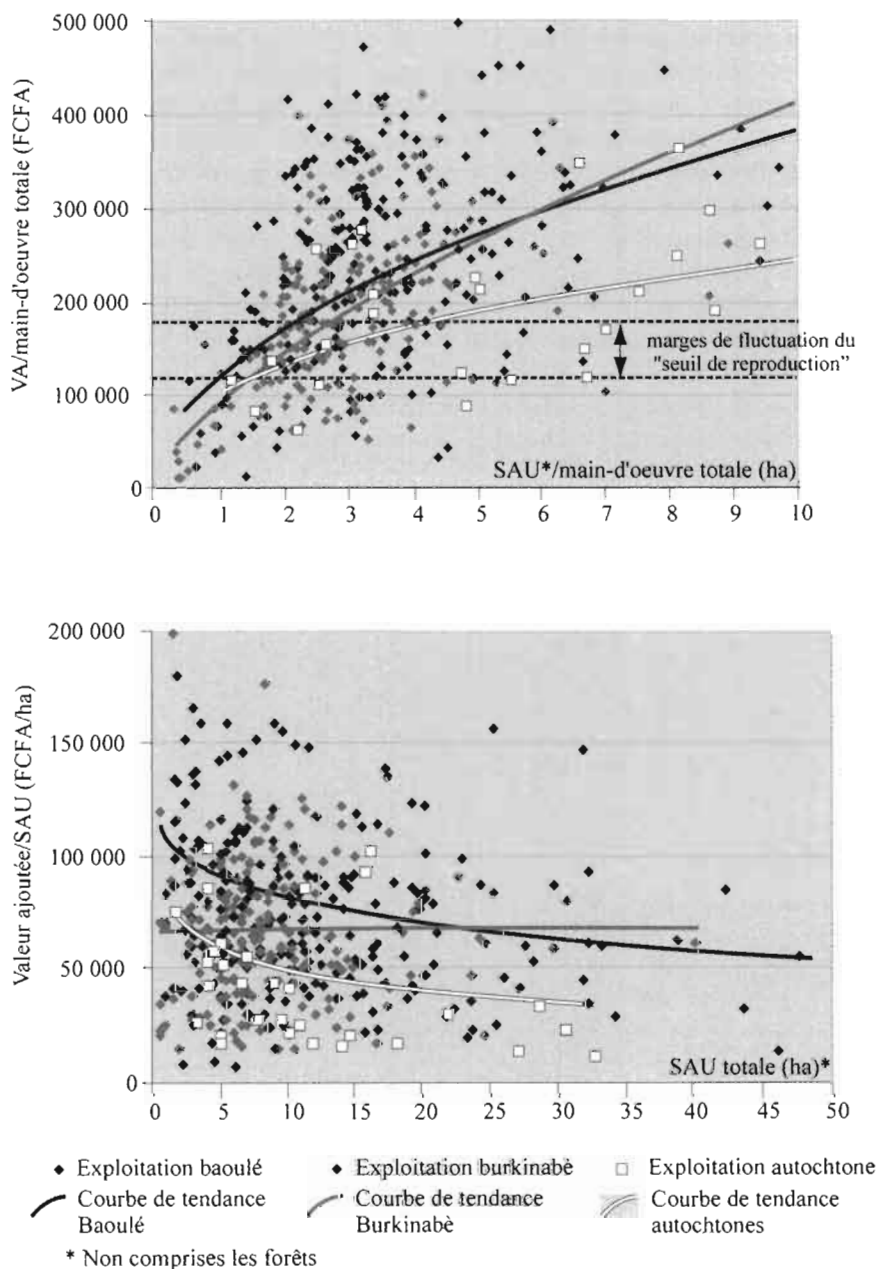 500 000
400 000
300 000
200 000
100 000
0
VA/main-d'oeuvre totale (FCFA)
marges de fluctuation du
"seuil de reproduction"
SAU*/main-d'oeuvre totale (ha)
0 1 2 3 4 5 6 7 8 9 10
200 000
150 000
100 000
50 000
0
Valeur ajoutée/SAU (FCFA/ha)
SAU totale (ha)*
0 5 10 15 20 25 30 35 40 45 50
Exploitation baoulé Exploitation burkinabè Exploitation autochtone
Courbe de tendance Courbe de tendance Courbe de tendance
Baoulé Burkinabè autochtones
* Non comprises les forêts